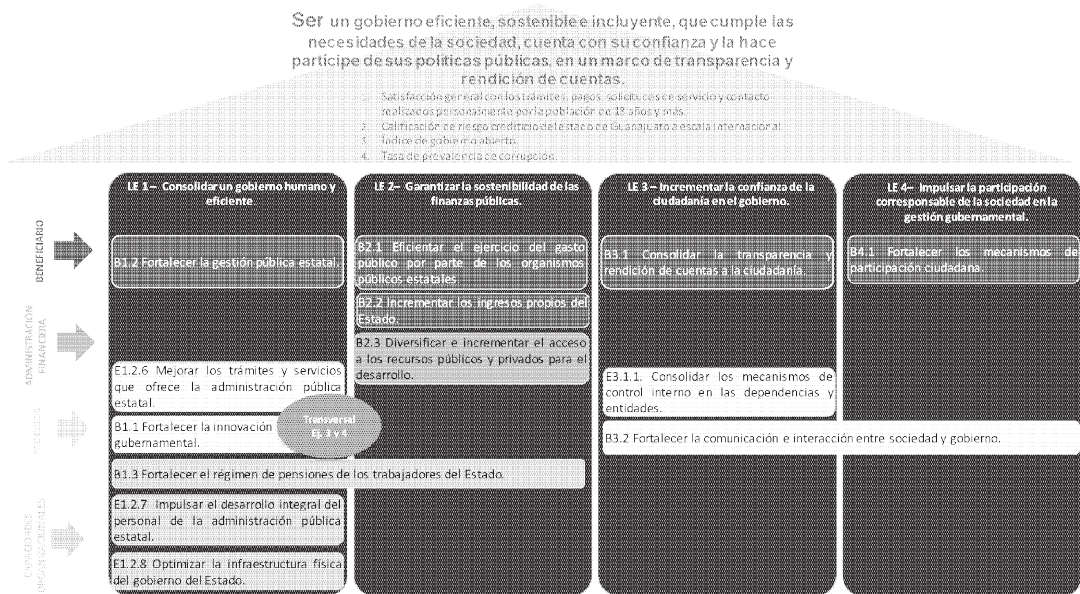 Ser un gobierno eficiente, sostenible e incluyente, que cumple las
necesidades de la sociedad, cuenta con su confianza y la hace
partícipe de sus políticas públicas, en un marco de transparencia y
rendición de cuentas.
1. Satisfacción general con los trámites, pagos, solicitudes de servicio y contacto
realizados personalmente por la población de 18 años y más.
2. Calificación de riesgo crediticio del estado de Guanajuato a escala internacional
3. Índice de gobierno abierto.
4. Tasa de prevalencia de corrupción.
LE 1 – Consolidar un gobierno humano y
eficiente.
LE 2– Garantizar la sostenibilidad de las
finanzas públicas.
LE 3 – Incrementar la confianza de la
ciudadanía en el gobierno.
LE 4– Impulsar la participación
corresponsable de la sociedad en la
gestión gubernamental.
BENEFICIARIO
B1.2 Fortalecer la gestión pública estatal.
B2.1 Eficientar el ejercicio del gasto
público por parte de los organismos
públicos estatales
B3.1 Consolidar la transparencia y
rendición de cuentas a la ciudadanía.
B4.1 Fortalecer los mecanismos de
participación ciudadana.
B2.2 Incrementar los ingresos propios del
Estado.
ADMINISTRACIÓN
FINANCIERA
B2.3 Diversificar e incrementar el acceso
a los recursos públicos y privados para el
desarrollo.
E1.2.6 Mejorar los trámites y servicios
que ofrece la administración pública
estatal.
E3.1.1. Consolidar los mecanismos de
control interno en las dependencias y
entidades.
B1.1 Fortalecer la innovación
gubernamental.
Transversal
Ej. 3 y 4
B3.2 Fortalecer la comunicación e interacción entre sociedad y gobierno.
B1.3 Fortalecer el régimen de pensiones de los trabajadores del Estado.
E1.2.7 Impulsar el desarrollo integral del
personal de la administración pública
estatal.
E1.2.8 Optimizar la infraestructura física
del gobierno del Estado.